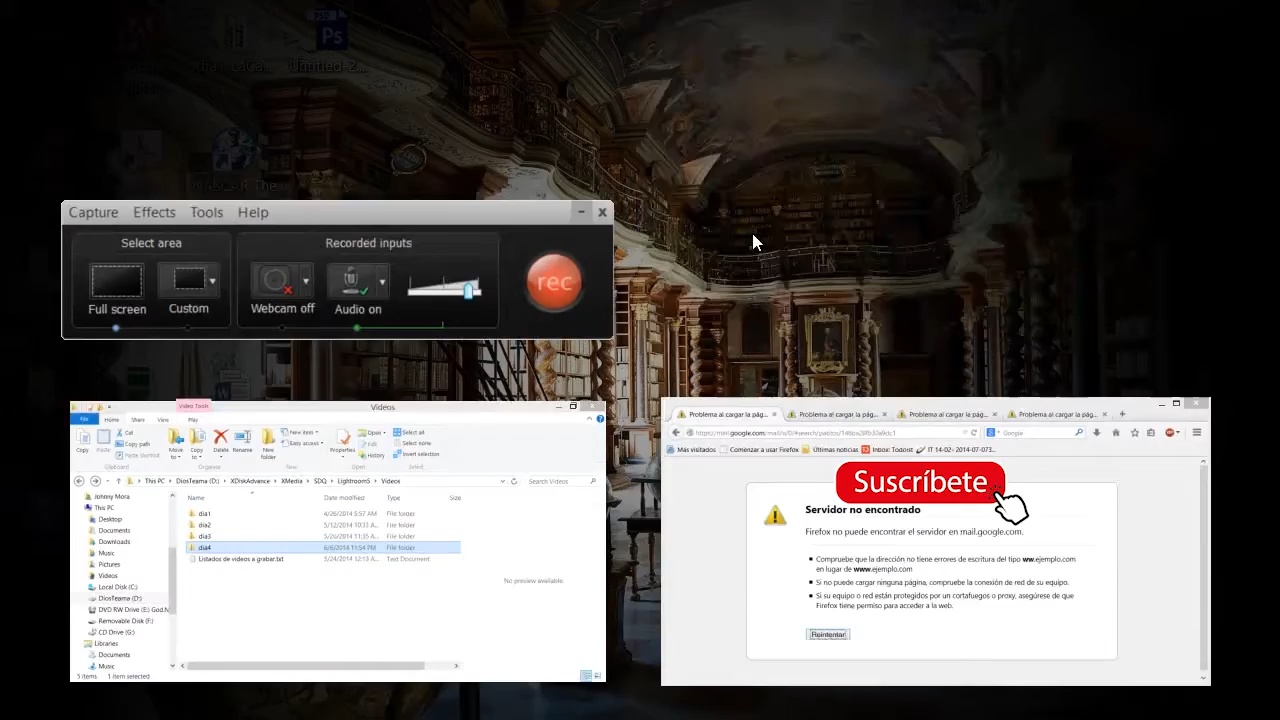 Ps
Capture Effects Tools Help
Select area
Recorded inputs
Full screen
Custom
Webcam off
Audio on
rec
Video Tools
Videos
File Home Share View Play
Copy
Paste
Cut
Copy path
Paste shortcut
Move to
Copy to
Delete
Rename
New folder
New item
Easy access
Properties
Open
Edit
History
Select all
Select none
Invert selection
Clipboard
Organize
New
Open
Select
This PC DiosTeama (D:) XDiskAdvance XMedia SDQ Lightroom5 Videos
Search Videos
Name Date modified Type Size
dia1 4/26/2014 5:57 AM File folder
dia2 5/12/2014 10:33 A... File folder
dia3 5/20/2014 11:35 A... File folder
dia4 6/6/2014 11:54 PM File folder
Listados de videos a grabar.txt 5/24/2014 12:13 A... Text Document
No preview available.
Johnny Mora
This PC
Desktop
Documents
Downloads
Music
Pictures
Videos
Local Disk (C:)
DiosTeama (D:)
DVD RW Drive (E:) God.N
Removable Disk (F:)
CD Drive (G:)
Libraries
Documents
Music
5 items 1 item selected
Problema al cargar la pág... Problema al cargar la pág... Problema al cargar la pág... Problema al cargar la pág...
Google
Más visitados Comenzar a usar Firefox Últimas noticias Inbox: Todoist IT 14-02- 2014-07-073...
Suscríbete
Servidor no encontrado
Firefox no puede encontrar el servidor en mail.google.com.
Compruebe que la dirección no tiene errores de escritura del tipo ww.ejemplo.com
en lugar de www.ejemplo.com
Si no puede cargar ninguna página, compruebe la conexión de red de su equipo.
Si su equipo o red están protegidos por un cortafuegos o proxy, asegúrese de que
Firefox tiene permiso para acceder a la web.
Reintentar